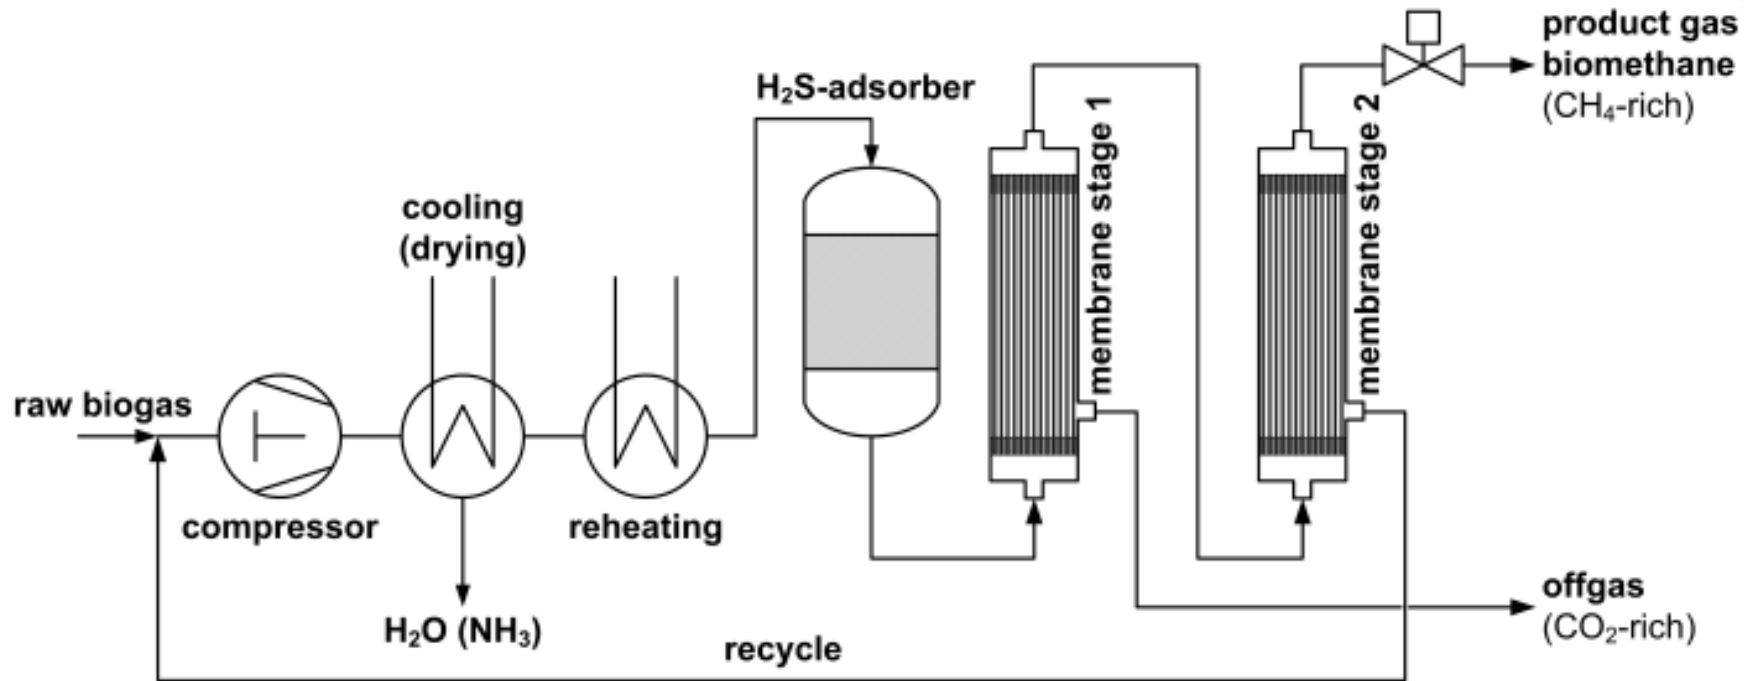 product gas
biomethane
(CH₄-rich)
H₂S-adsorber
membrane stage 1
membrane stage 2
cooling
(drying)
raw biogas
compressor
reheating
H₂O (NH₃)
recycle
offgas
(CO₂-rich)